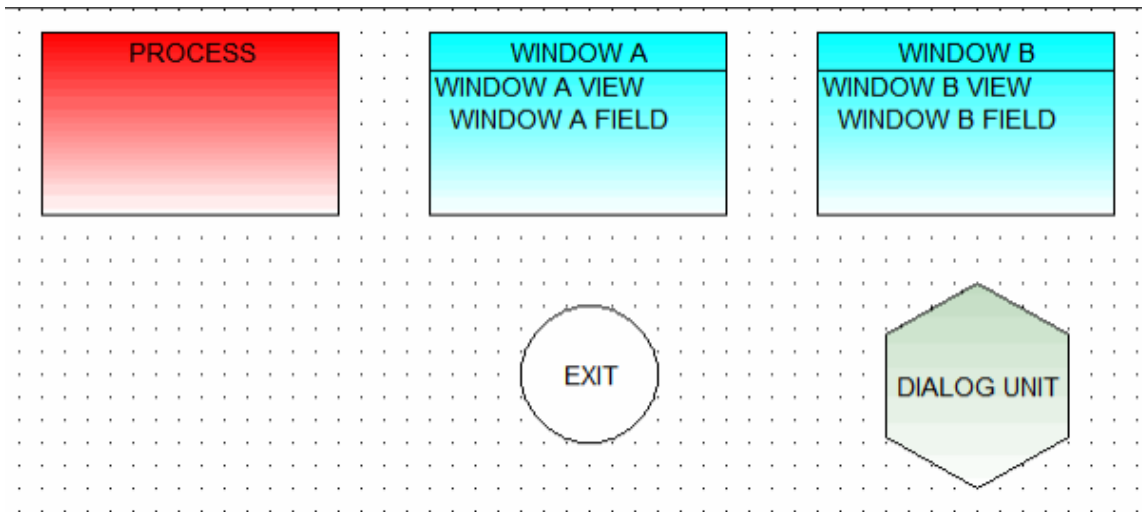 PROCESS
WINDOW A
WINDOW A VIEW
WINDOW A FIELD
WINDOW B
WINDOW B VIEW
WINDOW B FIELD
EXIT
DIALOG UNIT